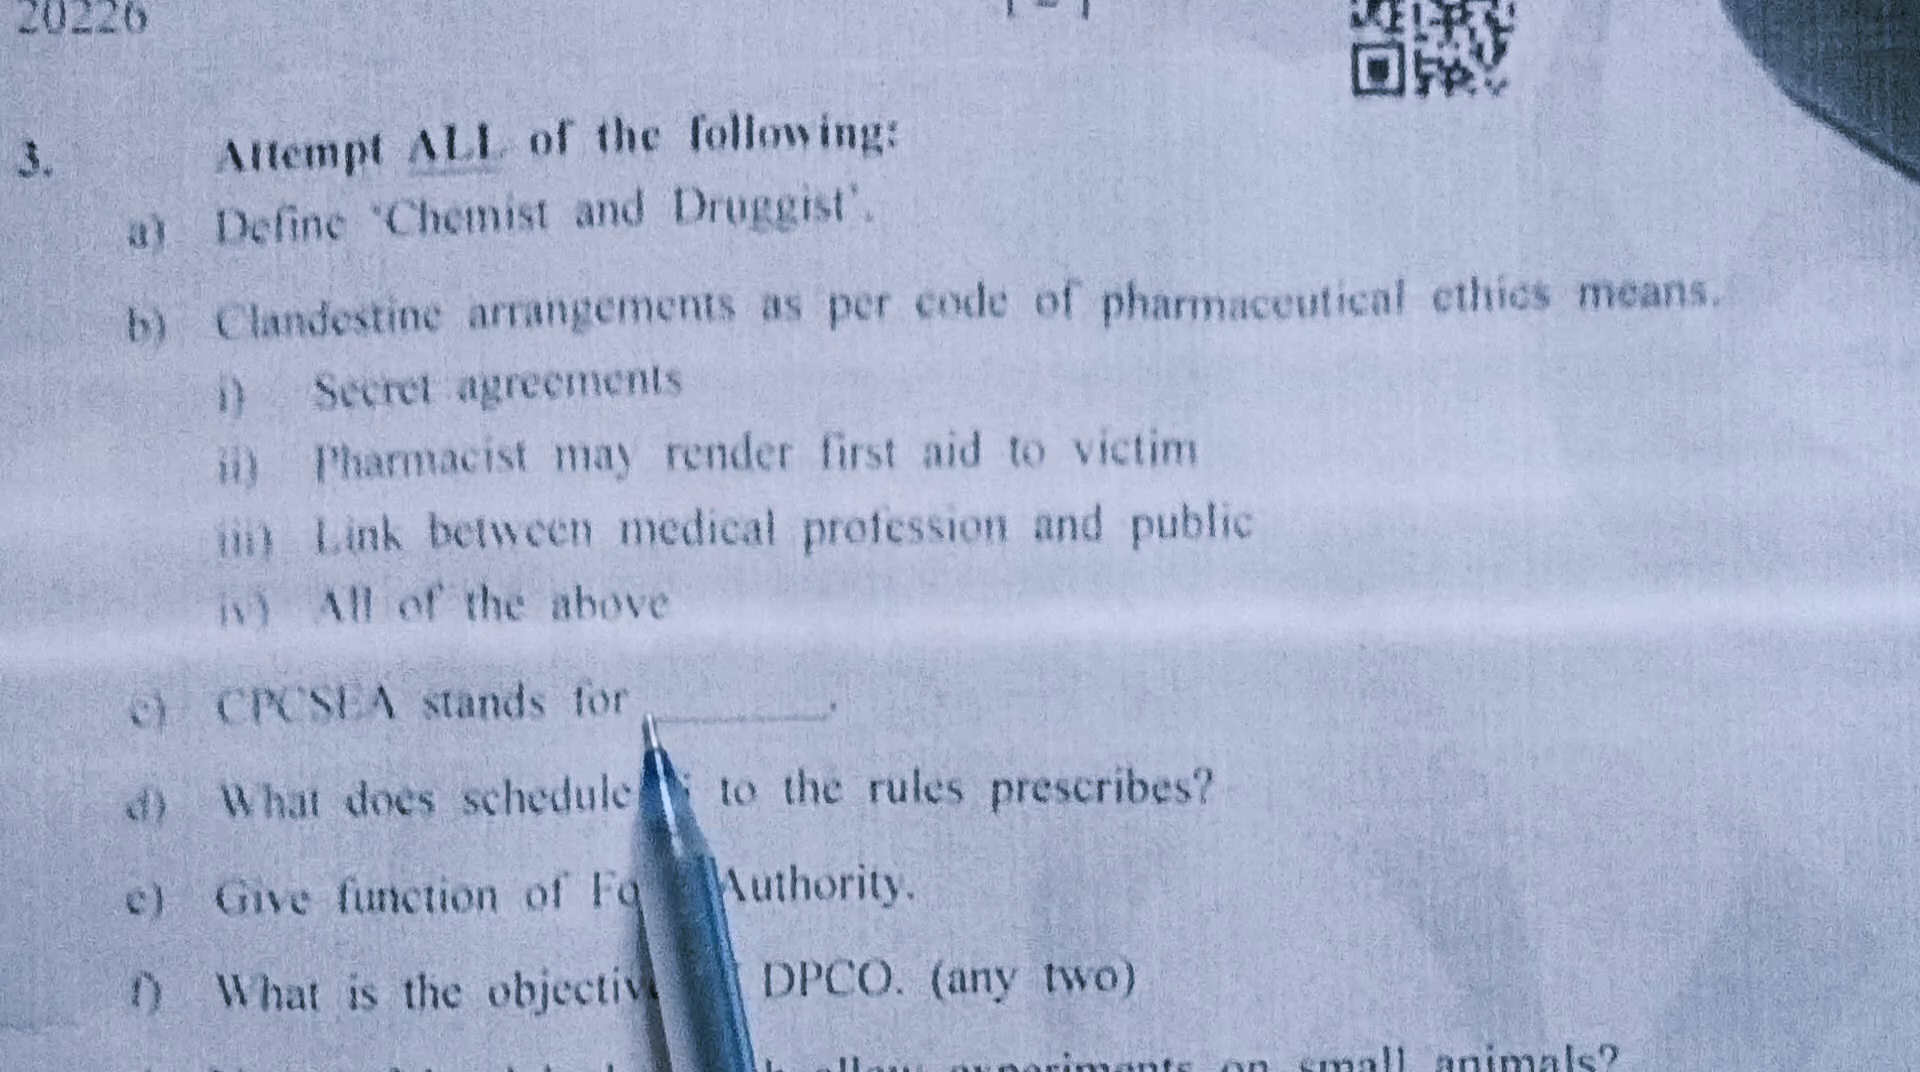 20226
3. Attempt ALL of the following:
a) Define 'Chemist and Druggist'.
b) Clandestine arrangements as per code of pharmaceutical ethics means.
i) Secret agreements
ii) Pharmacist may render first aid to victim
iii) Link between medical profession and public
iv) All of the above
c) CPCSEA stands for ________.
d) What does schedule to the rules prescribes?
e) Give function of Authority.
f) What is the DPCO. (any two)
experiments on small animals?